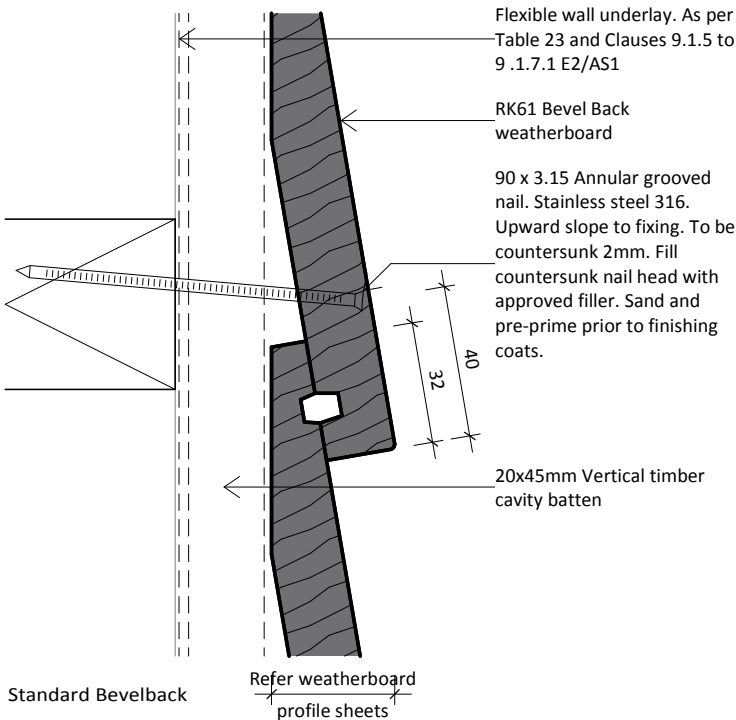 Flexible wall underlay. As per
Table 23 and Clauses 9.1.5 to
9 .1.7.1 E2/AS1
RK61 Bevel Back
weatherboard
90 x 3.15 Annular grooved
nail. Stainless steel 316.
Upward slope to fixing. To be
countersunk 2mm. Fill
countersunk nail head with
approved filler. Sand and
pre-prime prior to finishing
coats.
40
32
20x45mm Vertical timber
cavity batten
Refer weatherboard
profile sheets
Standard Bevelback